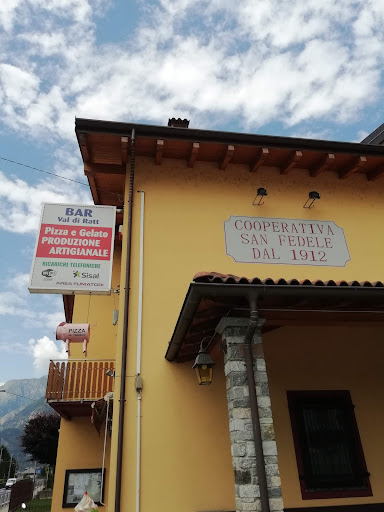 BAR
Val di Ratt
Pizza e Gelato
PRODUZIONE
ARTIGIANALE
RICARICHE TELEFONICHE
Sisal
AREA FUMATORI
PIZZA
COOPERATIVA
SAN FEDELE
DAL 1912